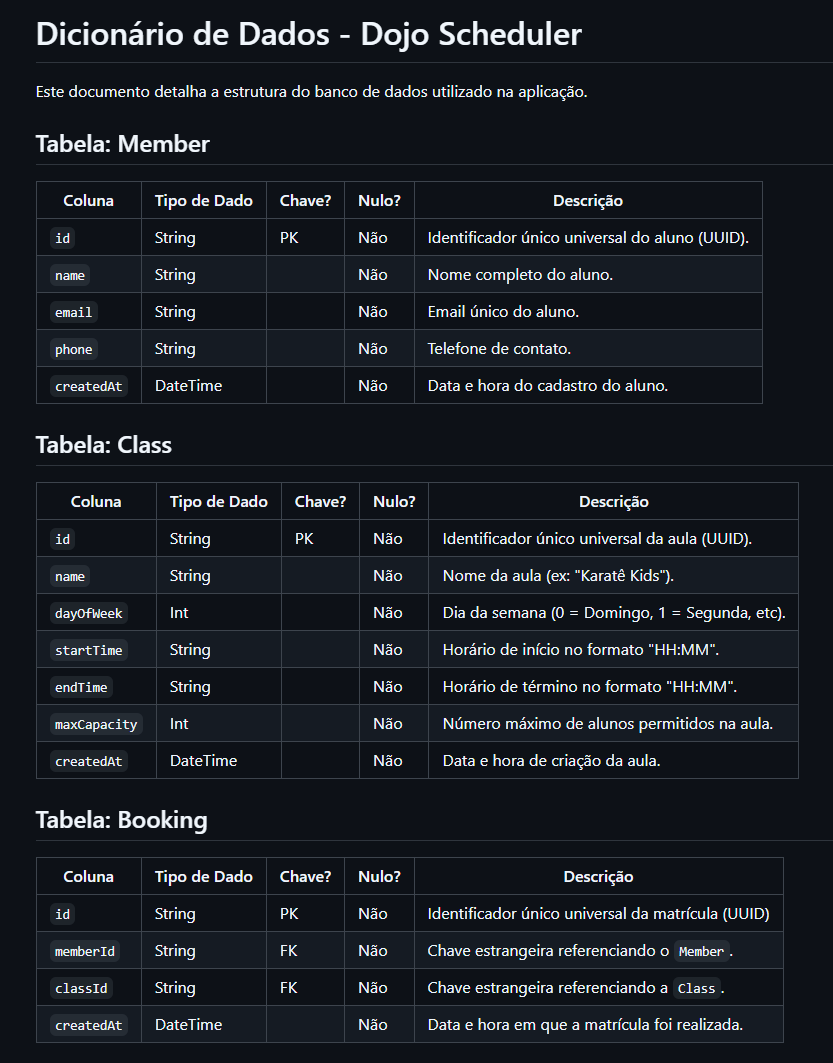 Dicionário de Dados - Dojo Scheduler
Este documento detalha a estrutura do banco de dados utilizado na aplicação.
Tabela: Member
Coluna Tipo de Dado Chave? Nulo? Descrição
id String PK Não Identificador único universal do aluno (UUID).
name String Não Nome completo do aluno.
email String Não Email único do aluno.
phone String Não Telefone de contato.
createdAt DateTime Não Data e hora do cadastro do aluno.
Tabela: Class
Coluna Tipo de Dado Chave? Nulo? Descrição
id String PK Não Identificador único universal da aula (UUID).
name String Não Nome da aula (ex: "Karatê Kids").
dayOfWeek Int Não Dia da semana (0 = Domingo, 1 = Segunda, etc).
startTime String Não Horário de início no formato "HH:MM".
endTime String Não Horário de término no formato "HH:MM".
maxCapacity Int Não Número máximo de alunos permitidos na aula.
createdAt DateTime Não Data e hora de criação da aula.
Tabela: Booking
Coluna Tipo de Dado Chave? Nulo? Descrição
id String PK Não Identificador único universal da matrícula (UUID)
memberId String FK Não Chave estrangeira referenciando o Member.
classId String FK Não Chave estrangeira referenciando a Class.
createdAt DateTime Não Data e hora em que a matrícula foi realizada.